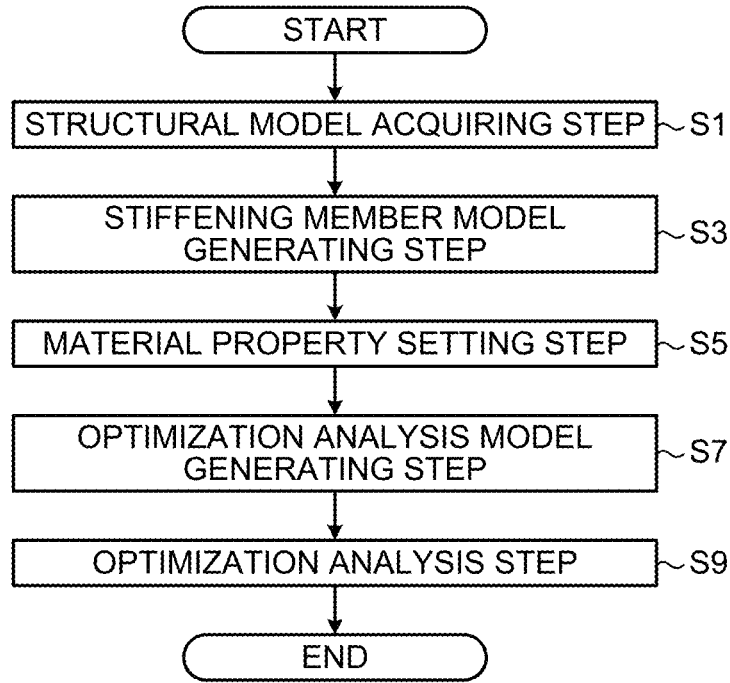 START
STRUCTURAL MODEL ACQUIRING STEP
S1
STIFFENING MEMBER MODEL
GENERATING STEP
S3
MATERIAL PROPERTY SETTING STEP
S5
OPTIMIZATION ANALYSIS MODEL
GENERATING STEP
S7
OPTIMIZATION ANALYSIS STEP
S9
END